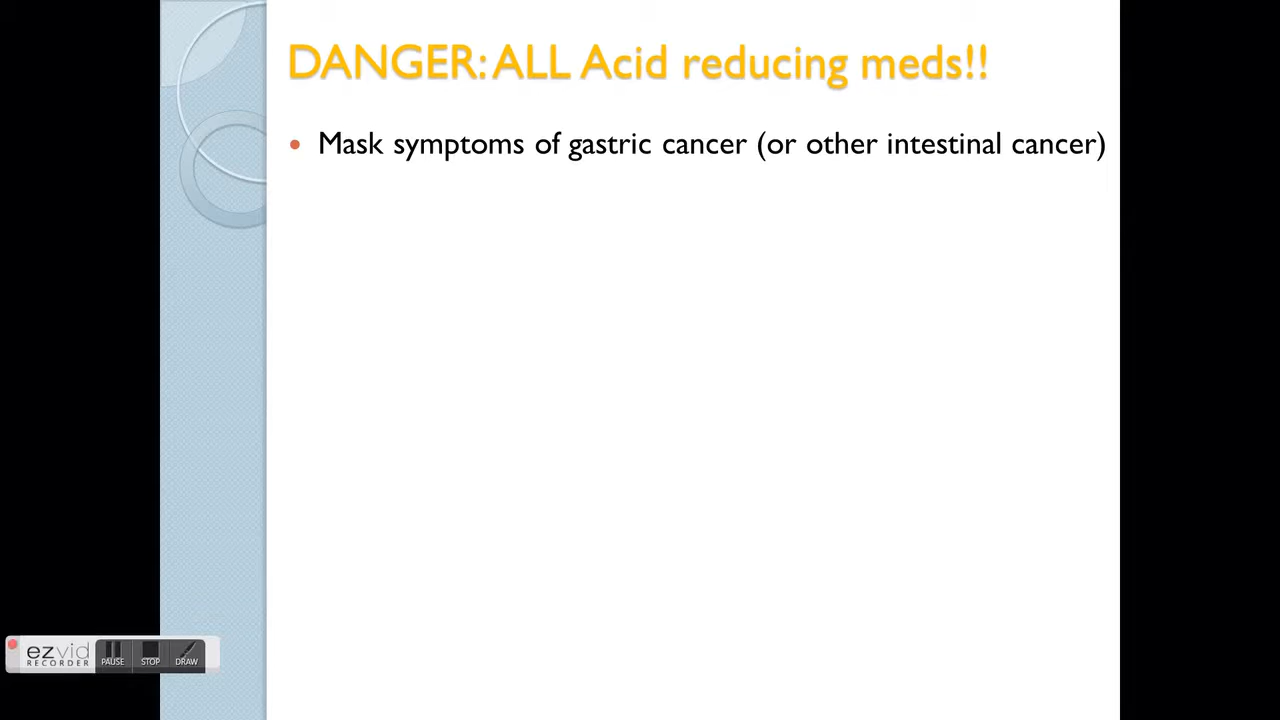 DANGER: ALL Acid reducing meds!!
• Mask symptoms of gastric cancer (or other intestinal cancer)
ezvid
RECORDER
PAUSE STOP DRAW